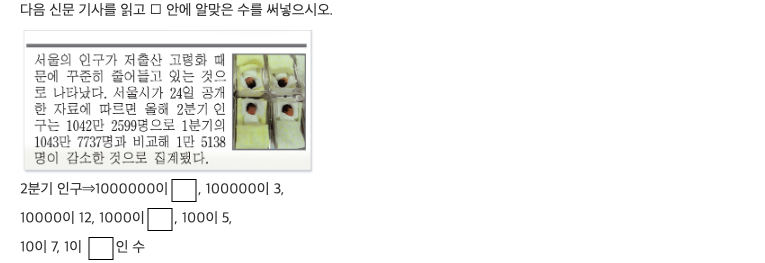 다음 신문 기사를 읽고 □ 안에 알맞은 수를 써넣으시오.
서울의 인구가 저출산 고령화 때
문에 꾸준히 줄어들고 있는 것으
로 나타났다. 서울시가 24일 공개
한 자료에 따르면 올해 2분기 인
구는 1042만 2599명으로 1분기의
1043만 7737명과 비교해 1만 5138
명이 감소한 것으로 집계됐다.
2분기 인구⇒1000000이 □, 100000이 3,
10000이 12, 1000이 □, 100이 5,
10이 7, 1이 □인 수